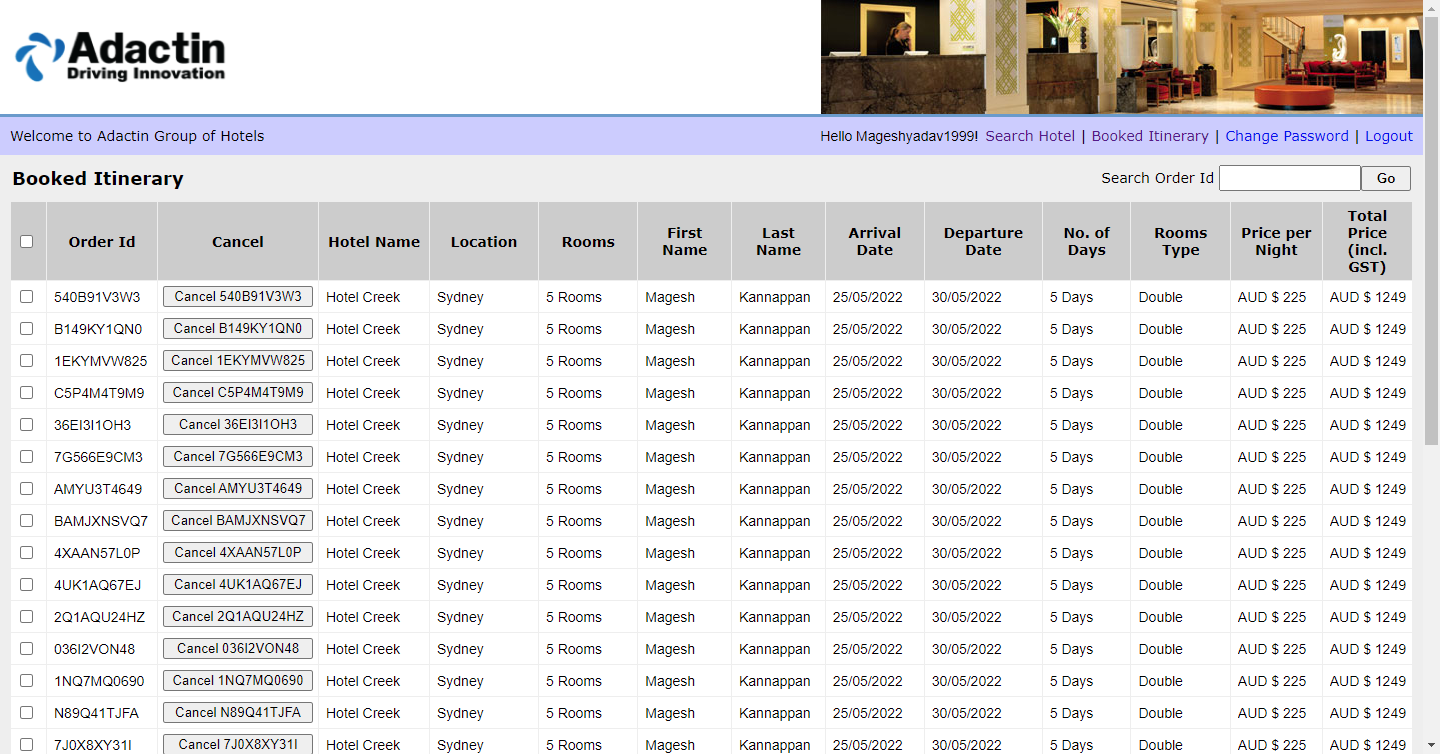 Adactin
Driving Innovation
Welcome to Adactin Group of Hotels
Hello Mageshyadav1999! Search Hotel | Booked Itinerary | Change Password | Logout
Booked Itinerary
Search Order Id Go
Order Id Cancel Hotel Name Location Rooms First Name Last Name Arrival Date Departure Date No. of Days Rooms Type Price per Night Total Price (incl. GST)
540B91V3W3 Cancel 540B91V3W3 Hotel Creek Sydney 5 Rooms Magesh Kannappan 25/05/2022 30/05/2022 5 Days Double AUD $ 225 AUD $ 1249
B149KY1QN0 Cancel B149KY1QN0 Hotel Creek Sydney 5 Rooms Magesh Kannappan 25/05/2022 30/05/2022 5 Days Double AUD $ 225 AUD $ 1249
1EKYMVW825 Cancel 1EKYMVW825 Hotel Creek Sydney 5 Rooms Magesh Kannappan 25/05/2022 30/05/2022 5 Days Double AUD $ 225 AUD $ 1249
C5P4M4T9M9 Cancel C5P4M4T9M9 Hotel Creek Sydney 5 Rooms Magesh Kannappan 25/05/2022 30/05/2022 5 Days Double AUD $ 225 AUD $ 1249
36EI3I1OH3 Cancel 36EI3I1OH3 Hotel Creek Sydney 5 Rooms Magesh Kannappan 25/05/2022 30/05/2022 5 Days Double AUD $ 225 AUD $ 1249
7G566E9CM3 Cancel 7G566E9CM3 Hotel Creek Sydney 5 Rooms Magesh Kannappan 25/05/2022 30/05/2022 5 Days Double AUD $ 225 AUD $ 1249
AMYU3T4649 Cancel AMYU3T4649 Hotel Creek Sydney 5 Rooms Magesh Kannappan 25/05/2022 30/05/2022 5 Days Double AUD $ 225 AUD $ 1249
BAMJXNSVQ7 Cancel BAMJXNSVQ7 Hotel Creek Sydney 5 Rooms Magesh Kannappan 25/05/2022 30/05/2022 5 Days Double AUD $ 225 AUD $ 1249
4XAAN57L0P Cancel 4XAAN57L0P Hotel Creek Sydney 5 Rooms Magesh Kannappan 25/05/2022 30/05/2022 5 Days Double AUD $ 225 AUD $ 1249
4UK1AQ67EJ Cancel 4UK1AQ67EJ Hotel Creek Sydney 5 Rooms Magesh Kannappan 25/05/2022 30/05/2022 5 Days Double AUD $ 225 AUD $ 1249
2Q1AQU24HZ Cancel 2Q1AQU24HZ Hotel Creek Sydney 5 Rooms Magesh Kannappan 25/05/2022 30/05/2022 5 Days Double AUD $ 225 AUD $ 1249
036I2VON48 Cancel 036I2VON48 Hotel Creek Sydney 5 Rooms Magesh Kannappan 25/05/2022 30/05/2022 5 Days Double AUD $ 225 AUD $ 1249
1NQ7MQ0690 Cancel 1NQ7MQ0690 Hotel Creek Sydney 5 Rooms Magesh Kannappan 25/05/2022 30/05/2022 5 Days Double AUD $ 225 AUD $ 1249
N89Q41TJFA Cancel N89Q41TJFA Hotel Creek Sydney 5 Rooms Magesh Kannappan 25/05/2022 30/05/2022 5 Days Double AUD $ 225 AUD $ 1249
7J0X8XY31I Cancel 7J0X8XY31I Hotel Creek Sydney 5 Rooms Magesh Kannappan 25/05/2022 30/05/2022 5 Days Double AUD $ 225 AUD $ 1249